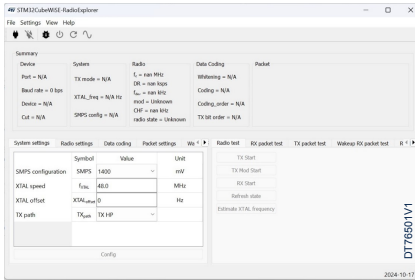 STM32CubeWiSE-RadioExplorer
File Settings View Help
Summary
Device
Port = N/A
Baud rate = 0 bps
Device = N/A
Cut = N/A
System
TX mode = N/A
XTAL_freq = N/A Hz
SMPS config = N/A
Radio
fc = nan MHz
DR = nan ksps
fdev = nan kHz
mod = Unknown
CHF = nan kHz
radio state = Unknown
Data Coding
Whitening = N/A
Coding = N/A
Coding_order = N/A
TX bit order = N/A
Packet
System settings Radio settings Data coding Packet settings Wa
Symbol Value Unit
SMPS configuration SMPS 1400 mV
XTAL speed fXTAL 48.0 MHz
XTAL offset XTALoffset 0 Hz
TX path TXpath TX HP
Config
Radio test RX packet test TX packet test Wakeup RX packet test R
TX Start
TX Mod Start
RX Start
Refresh state
Estimate XTAL frequency
DT76501V1
2024-10-17